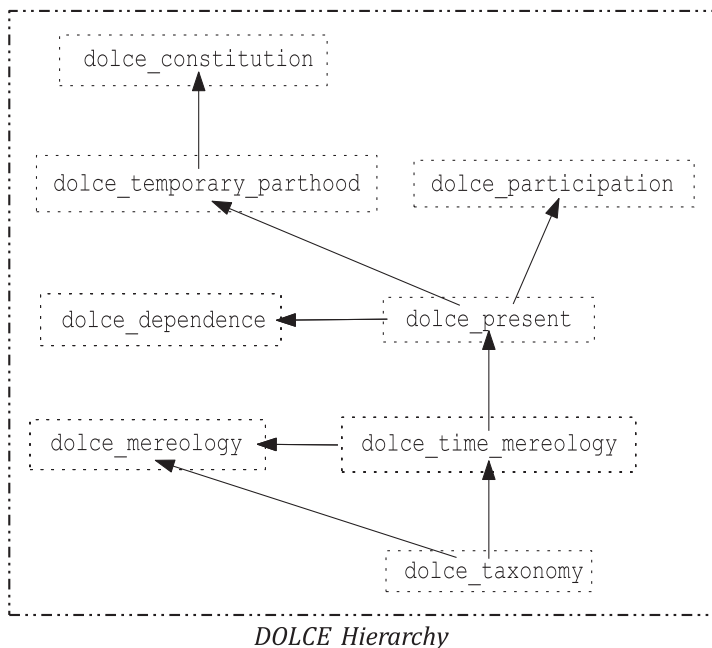 dolce_constitution
dolce_temporary_parthood
dolce_participation
dolce_dependence
dolce_present
dolce_mereology
dolce_time_mereology
dolce_taxonomy
DOLCE Hierarchy